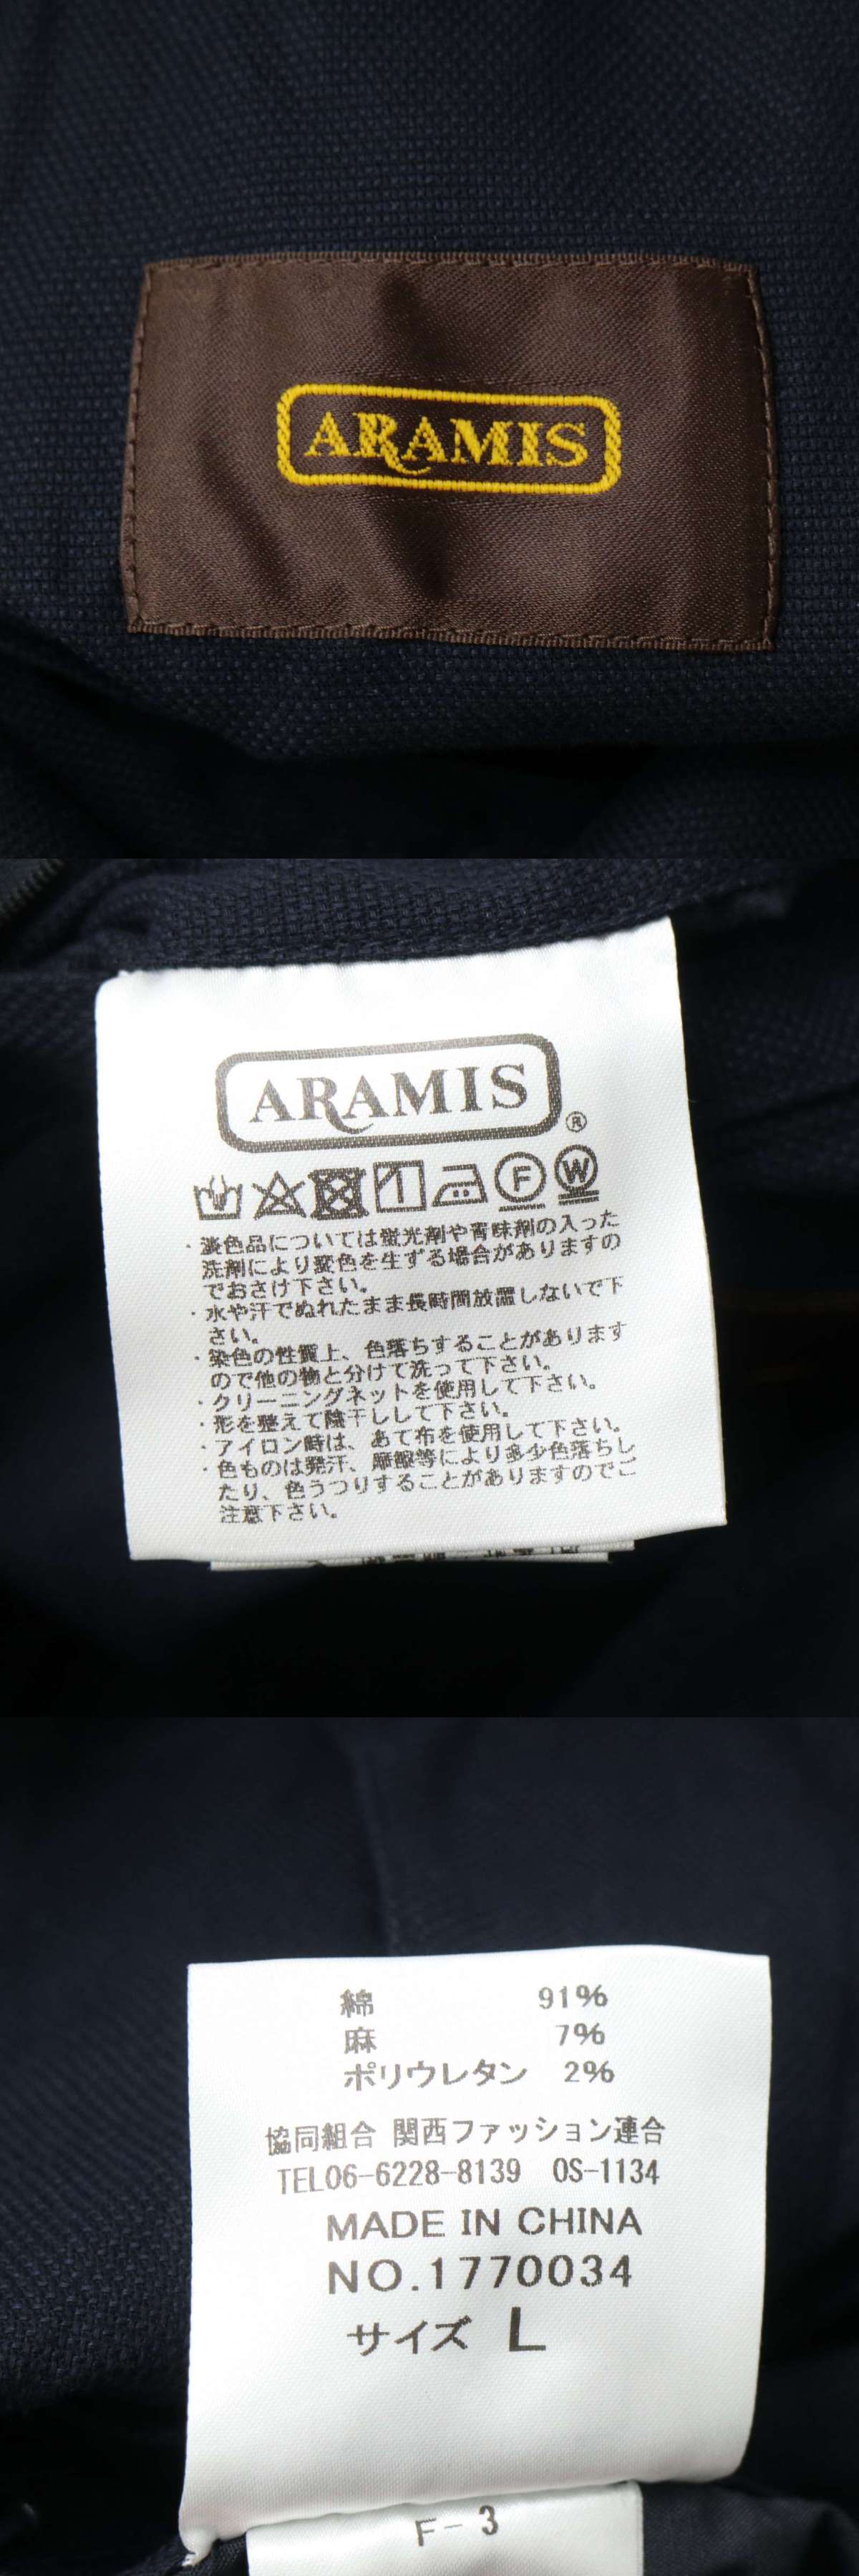 ARAMIS
ARAMIS®
F W
・淡色品については蛍光剤や青味剤の入った
洗剤により変色を生ずる場合がありますの
でおさけ下さい。
・水や汗でぬれたまま長時間放置しないで下
さい。
・染色の性質上、色落ちすることがあります
ので他の物と分けて洗って下さい。
・クリーニングネットを使用して下さい。
・形を整えて陰干しして下さい。
・アイロン時は、あて布を使用して下さい。
・色ものは発汗、摩擦等により多少色落ちし
たり、色うつりすることがありますのでご
注意下さい。
綿 91%
麻 7%
ポリウレタン 2%
協同組合 関西ファッション連合
TEL06-6228-8139 OS-1134
MADE IN CHINA
NO.1770034
サイズ L
F-3